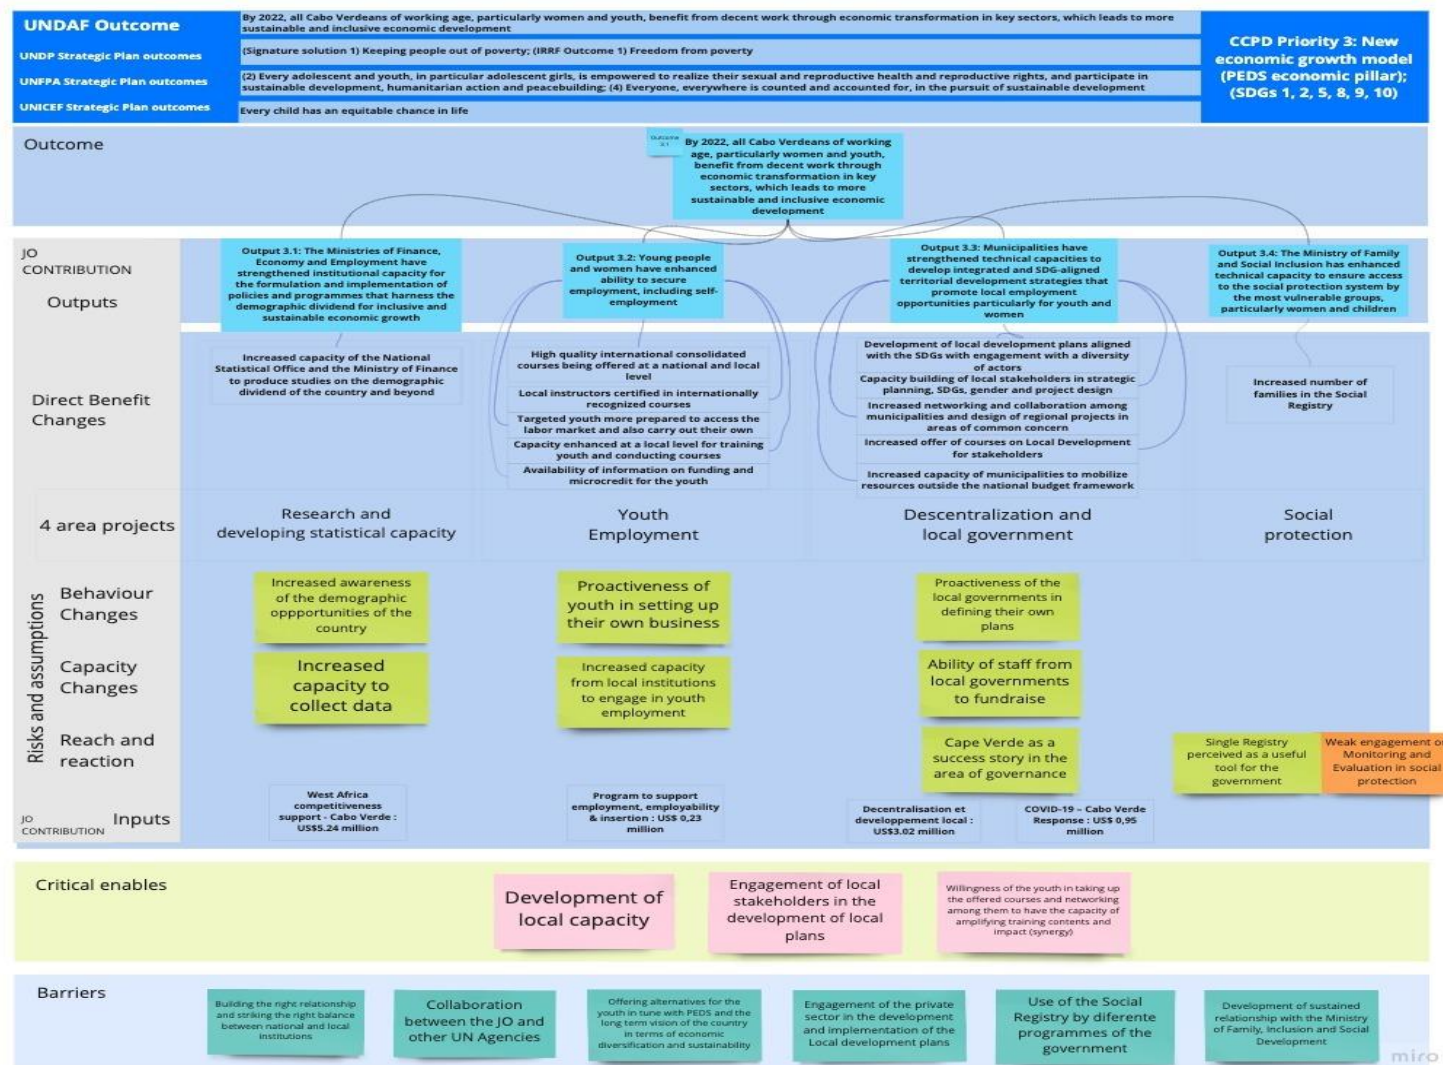 UNDAF Outcome
By 2022, all Cabo Verdeans of working age, particularly women and youth, benefit from decent work through economic transformation in key sectors, which leads to more
sustainable and inclusive economic development
UNDP Strategic Plan outcomes
(Signature solution 1) Keeping people out of poverty; (IRRF Outcome 1) Freedom from poverty
UNFPA Strategic Plan outcomes
(2) Every adolescent and youth, in particular adolescent girls, is empowered to realize their sexual and reproductive health and reproductive rights, and participate in
sustainable development, humanitarian action and peacebuilding; (4) Everyone, everywhere is counted and accounted for, in the pursuit of sustainable development
UNICEF Strategic Plan outcomes
Every child has an equitable chance in life
CCPD Priority 3: New
economic growth model
(PEDS economic pillar);
(SDGs 1, 2, 5, 8, 9, 10)
Outcome
Outcome
3.1
By 2022, all Cabo Verdeans of working
age, particularly women and youth,
benefit from decent work through
economic transformation in key
sectors, which leads to more
sustainable and inclusive economic
development
JO
CONTRIBUTION
Outputs
Output 3.1: The Ministries of Finance,
Economy and Employment have
strengthened institutional capacity for
the formulation and implementation of
policies and programmes that harness the
demographic dividend for inclusive and
sustainable economic growth
Output 3.2: Young people
and women have enhanced
ability to secure
employment, including self-
employment
Output 3.3: Municipalities have
strengthened technical capacities to
develop integrated and SDG-aligned
territorial development strategies that
promote local employment
opportunities particularly for youth and
women
Output 3.4: The Ministry of Family
and Social Inclusion has enhanced
technical capacity to ensure access
to the social protection system by
the most vulnerable groups,
particularly women and children
Direct Benefit
Changes
Increased capacity of the National
Statistical Office and the Ministry of Finance
to produce studies on the demographic
dividend of the country and beyond
High quality international consolidated
courses being offered at a national and local
level
Local instructors certified in internationally
recognized courses
Targeted youth more prepared to access the
labor market and also carry out their own
Capacity enhanced at a local level for training
youth and conducting courses
Availability of information on funding and
microcredit for the youth
Development of local development plans aligned
with the SDGs with engagement with a diversity
of actors
Capacity building of local stakeholders in strategic
planning, SDGs, gender and project design
Increased networking and collaboration among
municipalities and design of regional projects in
areas of common concern
Increased offer of courses on Local Development
for stakeholders
Increased capacity of municipalities to mobilize
resources outside the national budget framework
Increased number of
families in the Social
Registry
4 area projects
Research and
developing statistical capacity
Youth
Employment
Descentralization and
local government
Social
protection
Risks and assumptions
Behaviour
Changes
Increased awareness
of the demographic
oppportunities of the
country
Proactiveness of
youth in setting up
their own business
Proactiveness of the
local governments in
defining their own
plans
Capacity
Changes
Increased
capacity to
collect data
Increased capacity
from local institutions
to engage in youth
employment
Ability of staff from
local governments
to fundraise
Reach and
reaction
Cape Verde as a
success story in the
area of governance
Single Registry
perceived as a useful
tool for the
government
Weak engagement on
Monitoring and
Evaluation in social
protection
JO
CONTRIBUTION
Inputs
West Africa
competitiveness
support - Cabo Verde :
US$5.24 million
Program to support
employment, employability
& insertion : US$ 0,23
million
Decentralisation et
developpement local :
US$3.02 million
COVID-19 – Cabo Verde
Response : US$ 0,95
million
Critical enables
Development of
local capacity
Engagement of local
stakeholders in the
development of local
plans
Willingness of the youth in taking up
the offered courses and networking
among them to have the capacity of
amplifying training contents and
impact (synergy)
Barriers
Building the right relationship
and striking the right balance
between national and local
institutions
Collaboration
between the JO and
other UN Agencies
Offering alternatives for the
youth in tune with PEDS and the
long term vision of the country
in terms of economic
diversification and sustainability
Engagement of the private
sector in the development
and implementation of the
Local development plans
Use of the Social
Registry by diferente
programmes of the
government
Development of sustained
relationship with the Ministry
of Family, Inclusion and Social
Development
miro